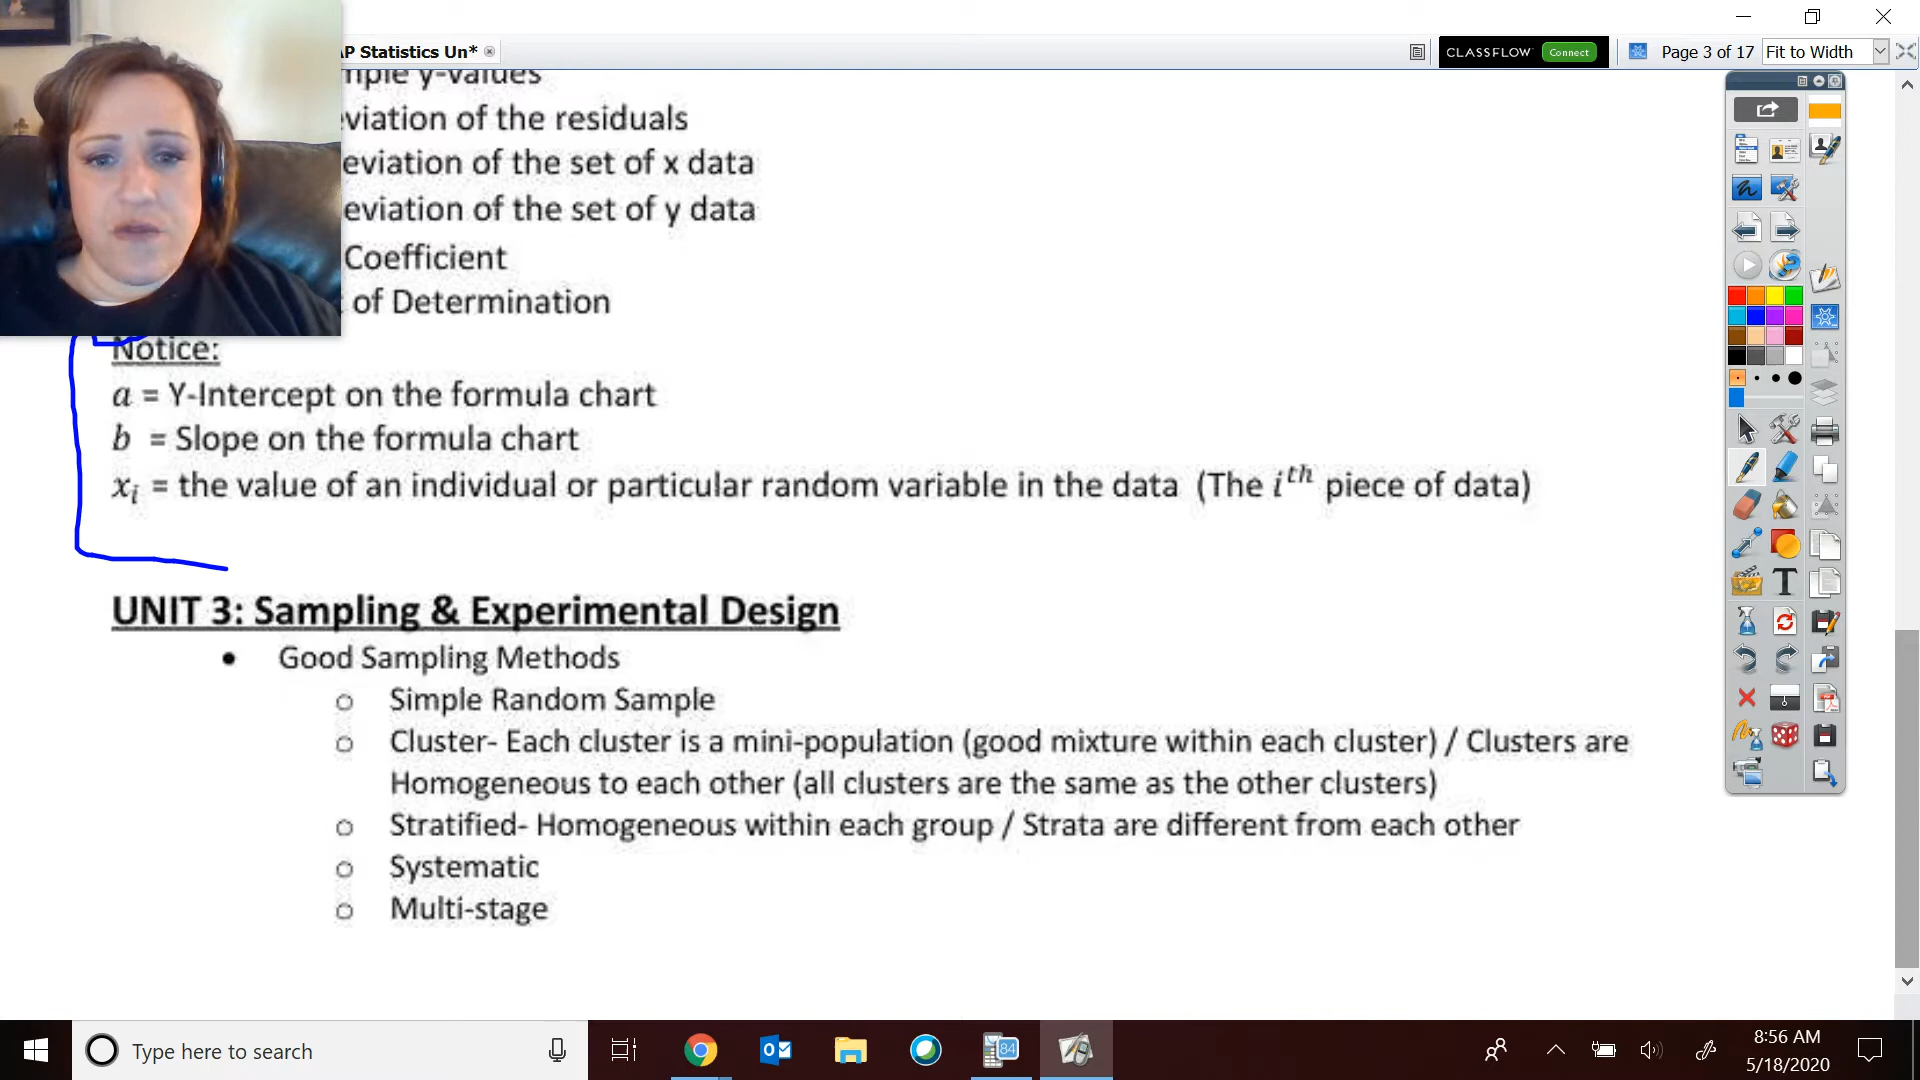 AP Statistics Un*
CLASSFLOW Connect
Page 3 of 17 Fit to Width
y-values
of the residuals
of the set of x data
of the set of y data
Coefficient
of Determination
Notice:
a = Y-Intercept on the formula chart
b = Slope on the formula chart
xᵢ = the value of an individual or particular random variable in the data (The iᵗʰ piece of data)
UNIT 3: Sampling & Experimental Design
• Good Sampling Methods
o Simple Random Sample
o Cluster- Each cluster is a mini-population (good mixture within each cluster) / Clusters are
Homogeneous to each other (all clusters are the same as the other clusters)
o Stratified- Homogeneous within each group / Strata are different from each other
o Systematic
o Multi-stage
Type here to search
84
8:56 AM
5/18/2020